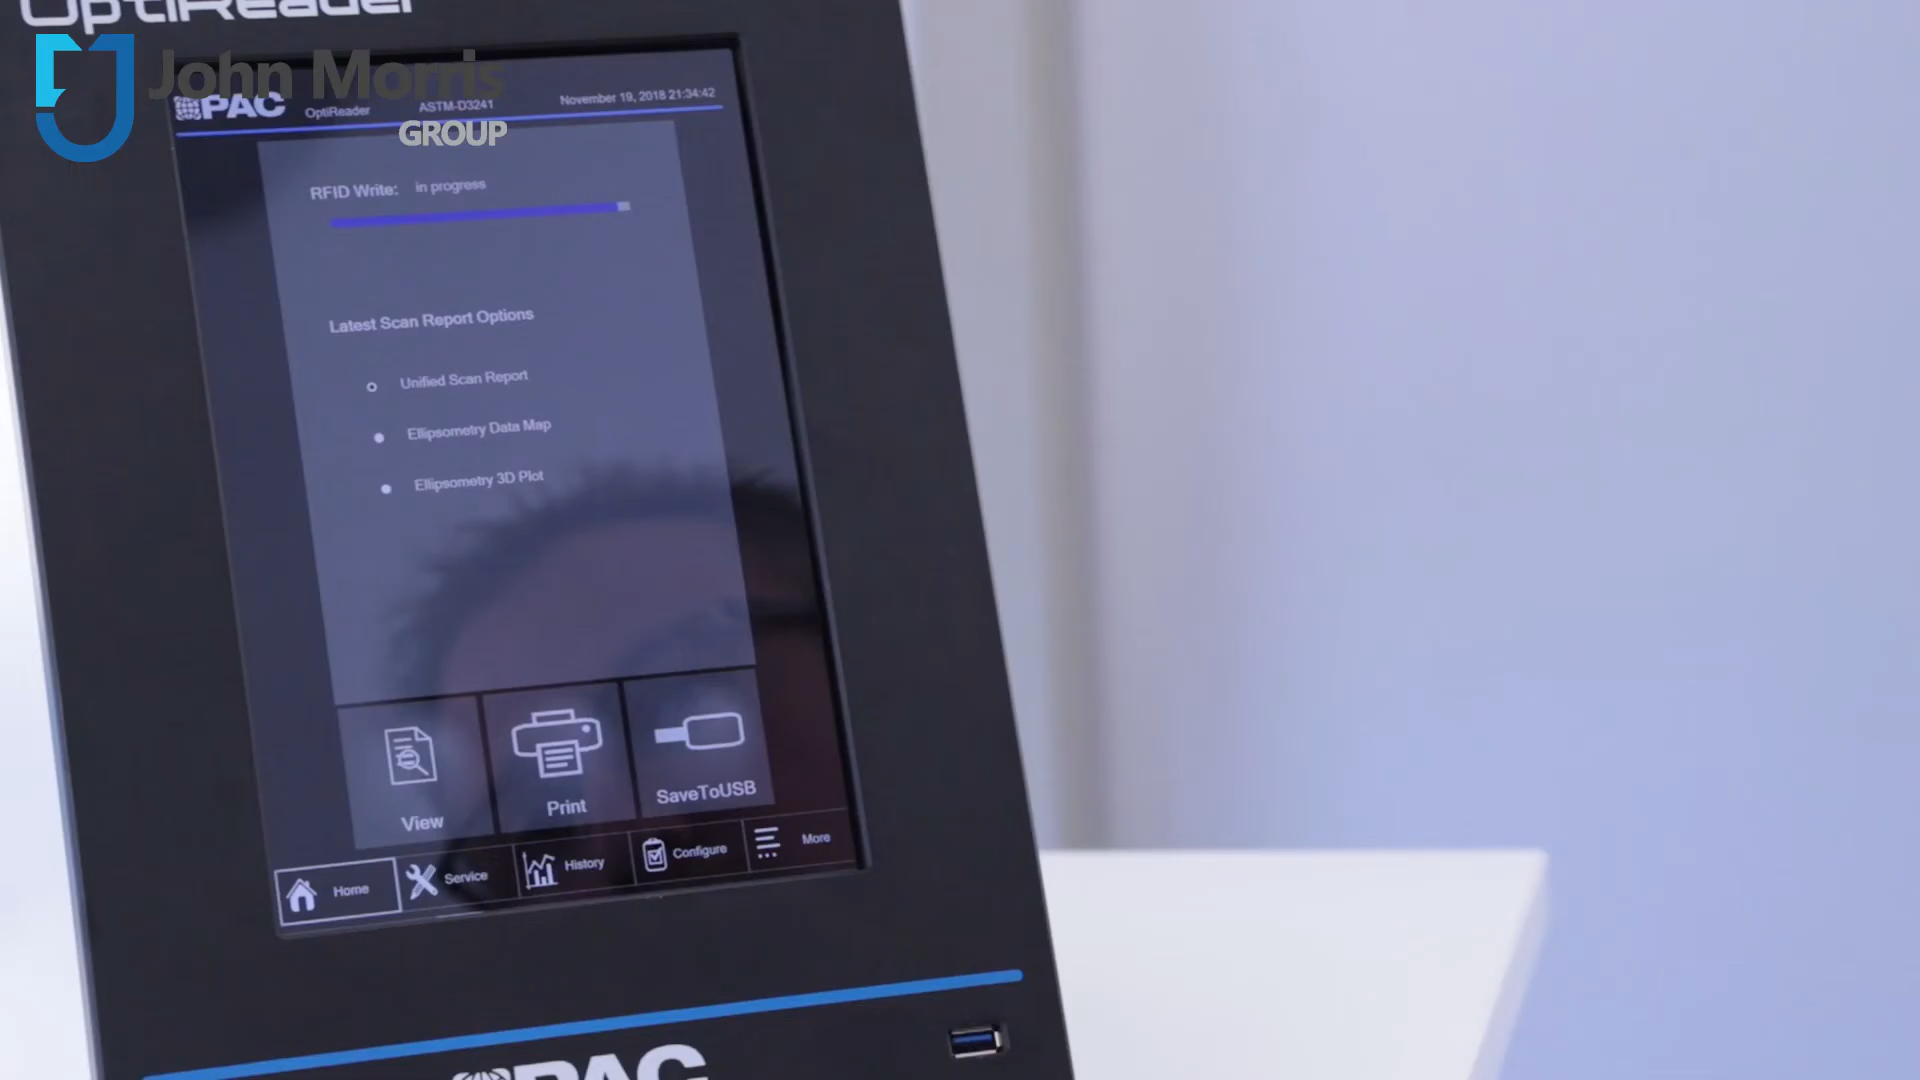 OptiReader
John Morris
GROUP
PAC OptiReader ASTM-D3241 November 19, 2018 21:34:42
RFID Write: in progress
Latest Scan Report Options
Unified Scan Report
Ellipsometry Data Map
Ellipsometry 3D Plot
View Print SaveToUSB
Home Service History Configure More
PAC